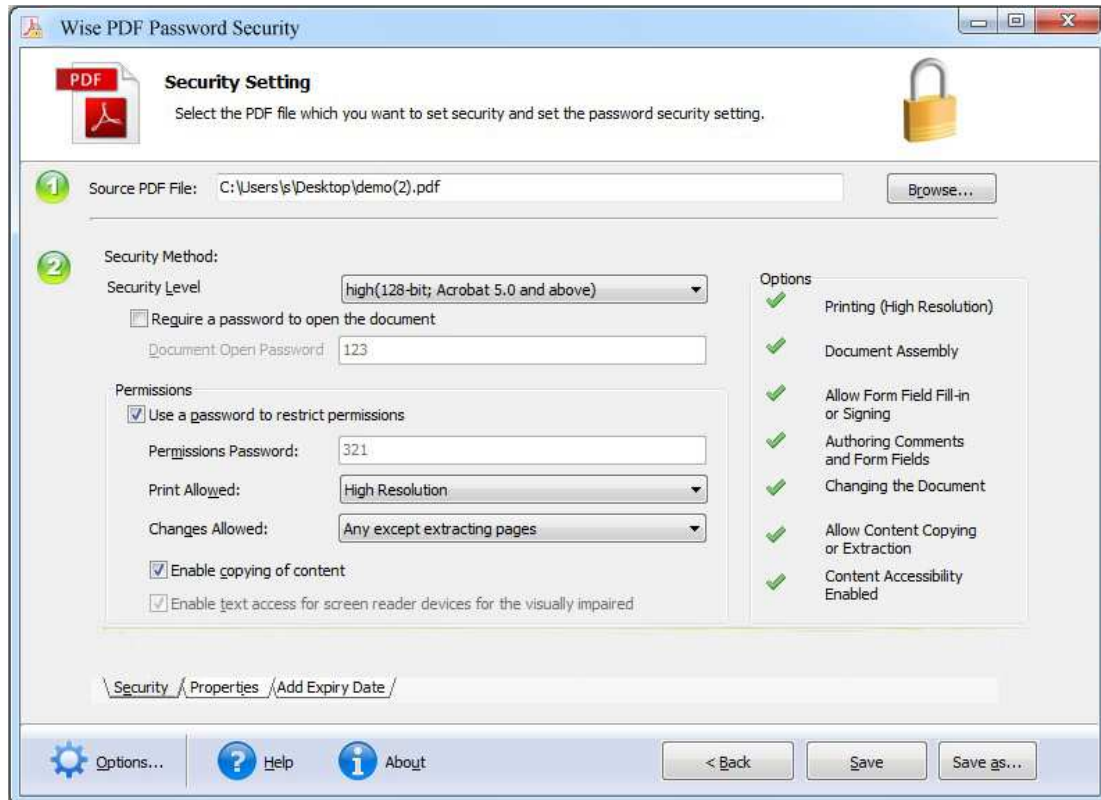 Wise PDF Password Security
PDF
Security Setting
Select the PDF file which you want to set security and set the password security setting.
1
Source PDF File:
C:\Users\s\Desktop\demo(2).pdf
Browse...
2
Security Method:
Security Level
high(128-bit; Acrobat 5.0 and above)
Require a password to open the document
Document Open Password
123
Permissions
Use a password to restrict permissions
Permissions Password:
321
Print Allowed:
High Resolution
Changes Allowed:
Any except extracting pages
Enable copying of content
Enable text access for screen reader devices for the visually impaired
Options
Printing (High Resolution)
Document Assembly
Allow Form Field Fill-in
or Signing
Authoring Comments
and Form Fields
Changing the Document
Allow Content Copying
or Extraction
Content Accessibility
Enabled
Security
Properties
Add Expiry Date
Options...
Help
About
< Back
Save
Save as...